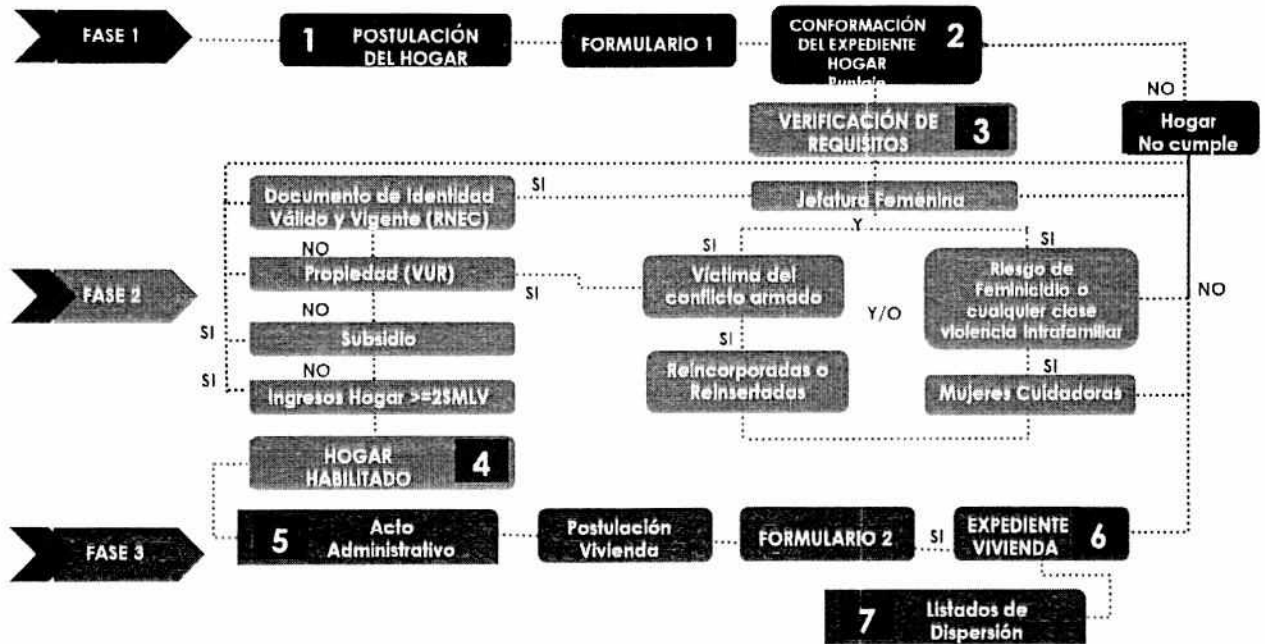 FASE 1
1 POSTULACIÓN
DEL HOGAR
FORMULARIO 1
CONFORMACIÓN
DEL EXPEDIENTE
HOGAR
Puntaje
2
NO
Hogar
No cumple
VERIFICACIÓN DE
REQUISITOS
3
Documento de Identidad
Válido y Vigente (RNEC)
SI
Jefatura Femenina
Y
FASE 2
NO
Propiedad (VUR)
SI
SI
Víctima del
conflicto armado
SI
Riesgo de
Feminicidio o
cualquier clase
violencia intrafamiliar
NO
Y/O
NO
SI
Subsidio
SI
Reincorporadas o
Reinsertadas
SI
Mujeres Cuidadoras
NO
SI
Ingresos Hogar >=2SMLV
HOGAR
HABILITADO
4
FASE 3
5 Acto
Administrativo
Postulación
Vivienda
FORMULARIO 2
SI
EXPEDIENTE
VIVIENDA
6
7 Listados de
Dispersión